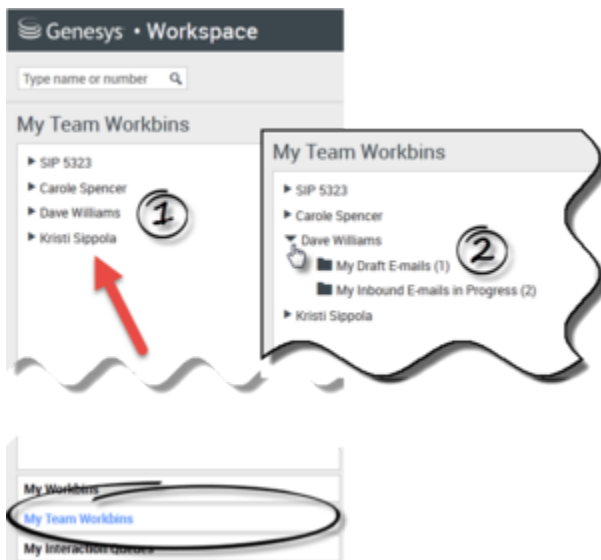 Genesys • Workspace
Type name or number
My Team Workbins
SIP 5323
Carole Spencer
Dave Williams
Kristi Sippola
1
My Team Workbins
SIP 5323
Carole Spencer
Dave Williams
My Draft E-mails (1)
My Inbound E-mails in Progress (2)
Kristi Sippola
2
My Workbins
My Team Workbins
My Interaction Queues